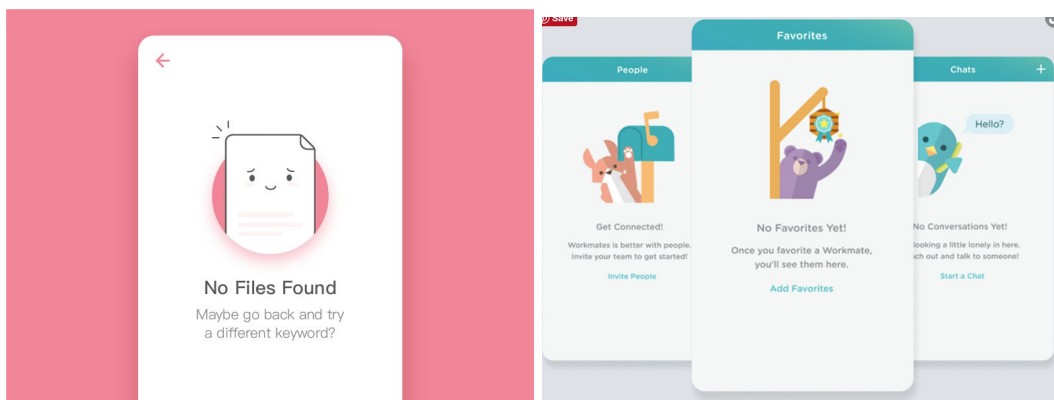 No Files Found
Maybe go back and try
a different keyword?
Save
People
Get Connected!
Workmates is better with people.
Invite your team to get started!
Invite People
Favorites
No Favorites Yet!
Once you favorite a Workmate,
you'll see them here.
Add Favorites
Chats
Hello?
No Conversations Yet!
looking a little lonely in here.
out and talk to someone!
Start a Chat